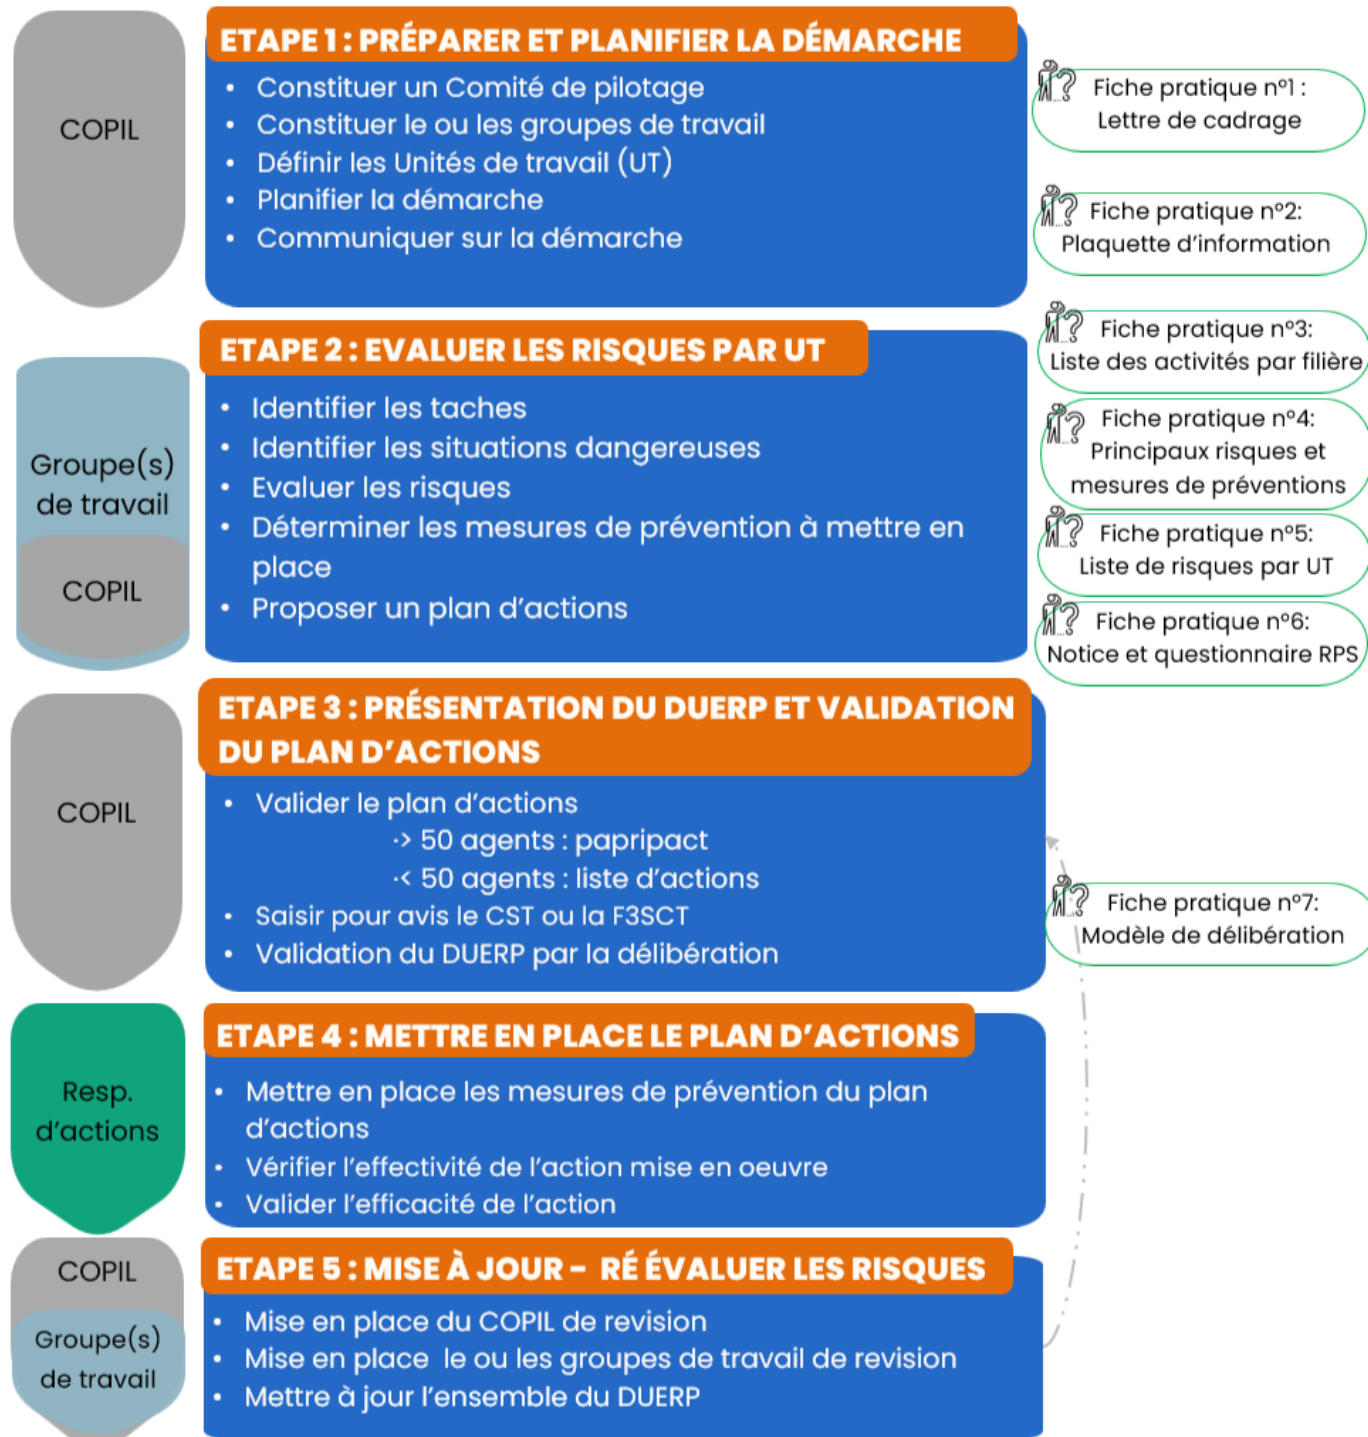 COPIL
ETAPE 1 : PRÉPARER ET PLANIFIER LA DÉMARCHE
• Constituer un Comité de pilotage
• Constituer le ou les groupes de travail
• Définir les Unités de travail (UT)
• Planifier la démarche
• Communiquer sur la démarche
Fiche pratique n°1 :
Lettre de cadrage
Fiche pratique n°2:
Plaquette d'information
Groupe(s)
de travail
COPIL
ETAPE 2 : EVALUER LES RISQUES PAR UT
• Identifier les taches
• Identifier les situations dangereuses
• Evaluer les risques
• Déterminer les mesures de prévention à mettre en
place
• Proposer un plan d'actions
Fiche pratique n°3:
Liste des activités par filière
Fiche pratique n°4:
Principaux risques et
mesures de préventions
Fiche pratique n°5:
Liste de risques par UT
Fiche pratique n°6:
Notice et questionnaire RPS
COPIL
ETAPE 3 : PRÉSENTATION DU DUERP ET VALIDATION
DU PLAN D'ACTIONS
• Valider le plan d'actions
·> 50 agents : papripact
·< 50 agents : liste d'actions
• Saisir pour avis le CST ou la F3SCT
• Validation du DUERP par la délibération
Fiche pratique n°7:
Modèle de délibération
Resp.
d'actions
ETAPE 4 : METTRE EN PLACE LE PLAN D'ACTIONS
• Mettre en place les mesures de prévention du plan
d'actions
• Vérifier l'effectivité de l'action mise en oeuvre
• Valider l'efficacité de l'action
COPIL
Groupe(s)
de travail
ETAPE 5 : MISE À JOUR - RÉ ÉVALUER LES RISQUES
• Mise en place du COPIL de revision
• Mise en place le ou les groupes de travail de revision
• Mettre à jour l'ensemble du DUERP